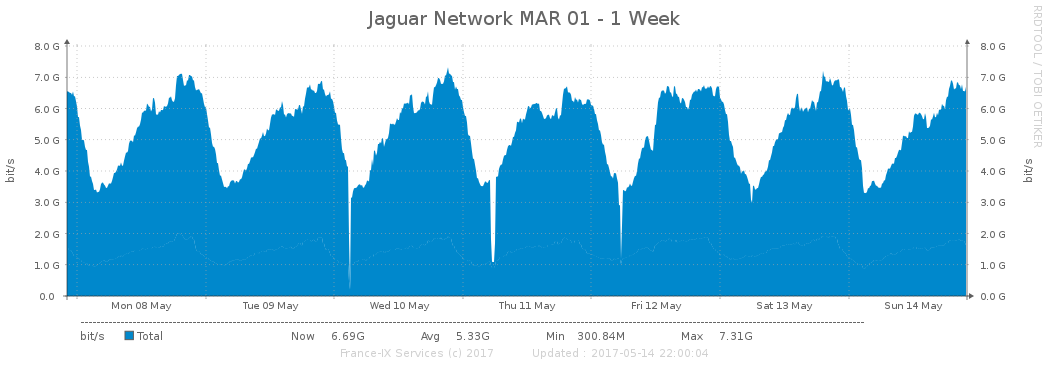 Jaguar Network MAR 01 - 1 Week
RRDTOOL / TOBI OETIKER
8.0 G 8.0 G
7.0 G 7.0 G
6.0 G 6.0 G
5.0 G 5.0 G
4.0 G 4.0 G
3.0 G 3.0 G
2.0 G 2.0 G
1.0 G 1.0 G
0.0 0.0 G
bit/s
bit/s
Mon 08 May Tue 09 May Wed 10 May Thu 11 May Fri 12 May Sat 13 May Sun 14 May
bit/s Total Now 6.69G Avg 5.33G Min 300.84M Max 7.31G
France-IX Services (c) 2017 Updated : 2017-05-14 22:00:04